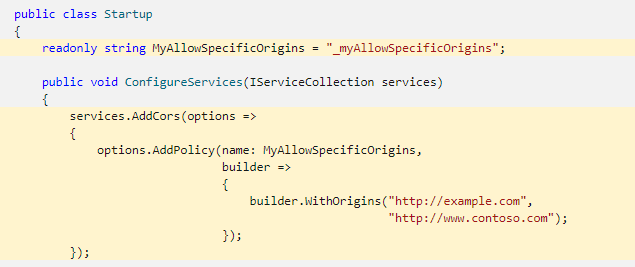 public class Startup
{
    readonly string MyAllowSpecificOrigins = "_myAllowSpecificOrigins";

    public void ConfigureServices(IServiceCollection services)
    {
        services.AddCors(options =>
        {
            options.AddPolicy(name: MyAllowSpecificOrigins,
                              builder =>
                              {
                                  builder.WithOrigins("http://example.com",
                                                      "http://www.contoso.com");
                              });
        });